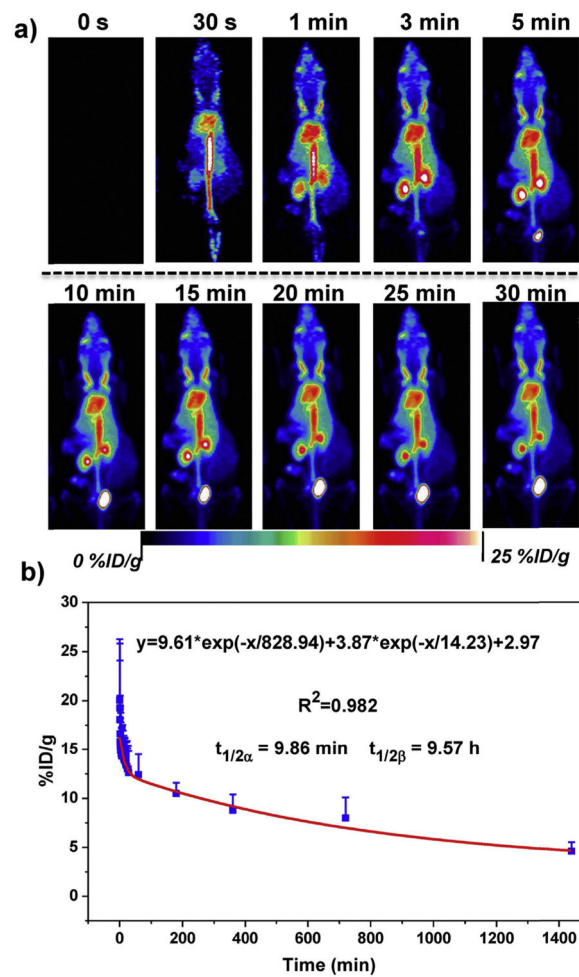 a)
0 s 30 s 1 min 3 min 5 min
10 min 15 min 20 min 25 min 30 min
0 %ID/g 25 %ID/g
b)
30
y=9.61*exp(-x/828.94)+3.87*exp(-x/14.23)+2.97
25
R²=0.982
20
t1/2α = 9.86 min t1/2β = 9.57 h
15
%ID/g
10
5
0
0 200 400 600 800 1000 1200 1400
Time (min)